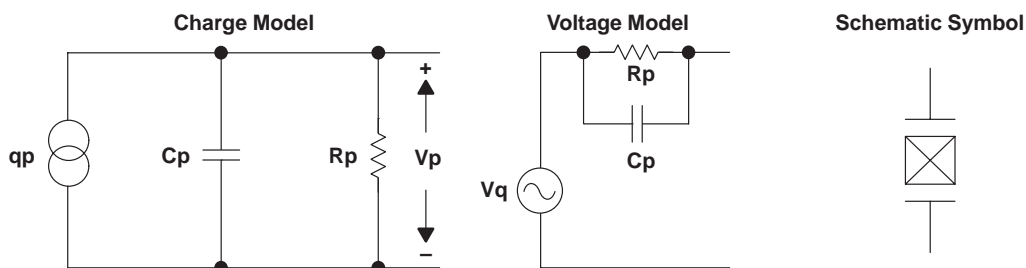 Charge Model
Voltage Model
Schematic Symbol
+
qp
Cp
Rp
Vp
−
Rp
Cp
Vq